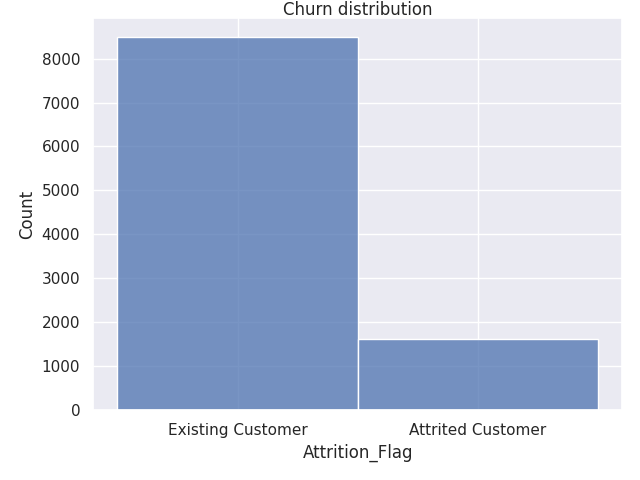 Churn distribution
8000
7000
6000
5000
4000
3000
2000
1000
0
Count
Existing Customer
Attrited Customer
Attrition_Flag